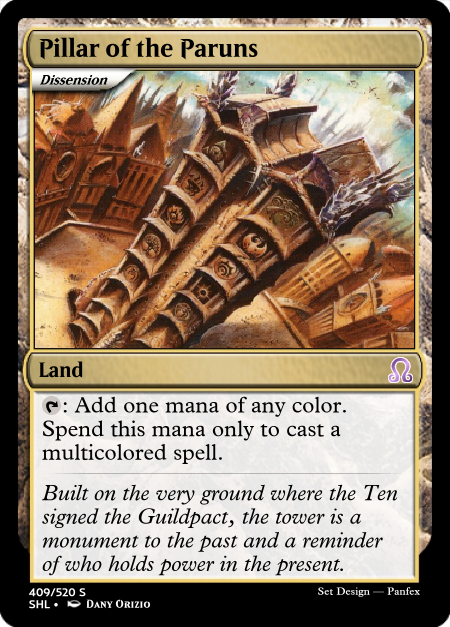 Pillar of the Paruns
Dissension
Land
: Add one mana of any color.
Spend this mana only to cast a
multicolored spell.
Built on the very ground where the Ten
signed the Guildpact, the tower is a
monument to the past and a reminder
of who holds power in the present.
409/520 S
Set Design — Panfex
SHL • Dany Orizio